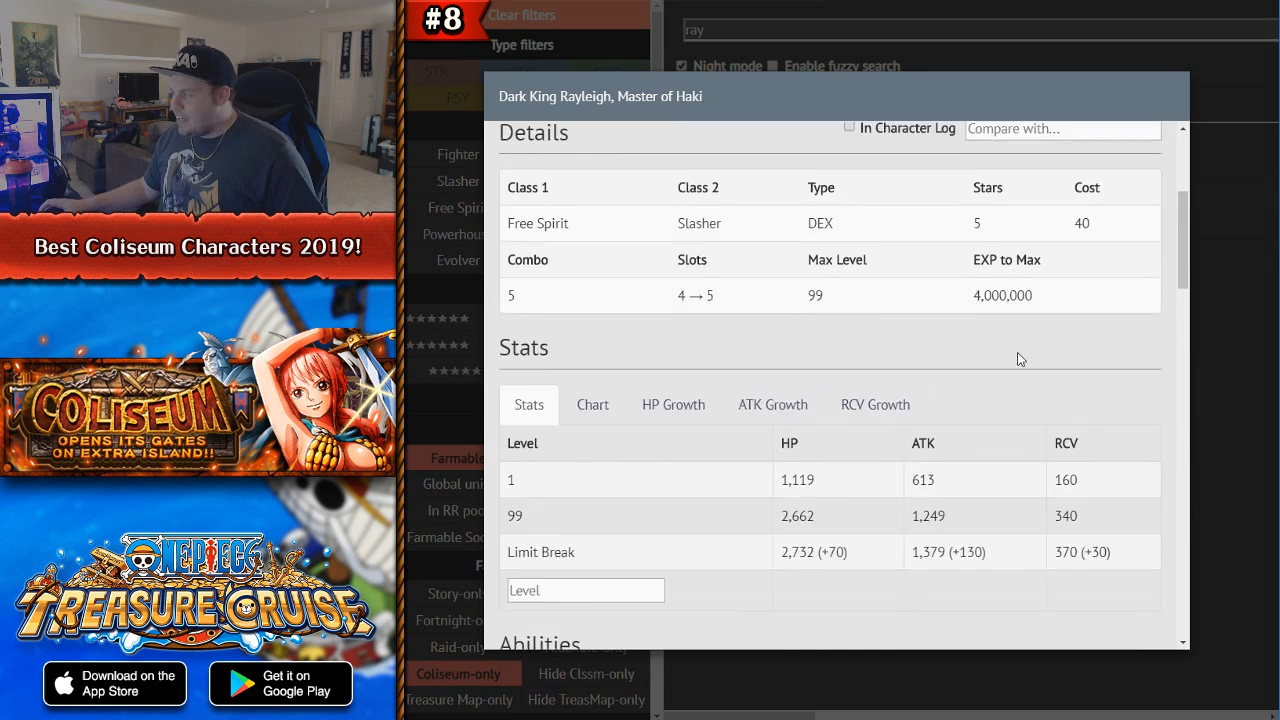 #8
Clear filters
Type filters
STR
PSY
Fighter
Slasher
Free Spiri
Powerhous
Evolver
Farmable
Global uni
In RR poo
Farmable Soc
F
Story-only
Fortnight-o
Raid-only
Coliseum-only
Hide Clssm-only
Treasure Map-only
Hide TreasMap-only
ray
Night mode
Enable fuzzy search
Dark King Rayleigh, Master of Haki
Details
In Character Log
Compare with...
Class 1 Class 2 Type Stars Cost
Free Spirit Slasher DEX 5 40
Combo Slots Max Level EXP to Max
5 4 → 5 99 4,000,000
Stats
Stats Chart HP Growth ATK Growth RCV Growth
Level HP ATK RCV
1 1,119 613 160
99 2,662 1,249 340
Limit Break 2,732 (+70) 1,379 (+130) 370 (+30)
Level
Abilities
Best Coliseum Characters 2019!
COLISEUM
OPENS ITS GATES
ON EXTRA ISLAND!!
ONE PIECE
TREASURE CRUISE
Download on the
App Store
Get it on
Google Play